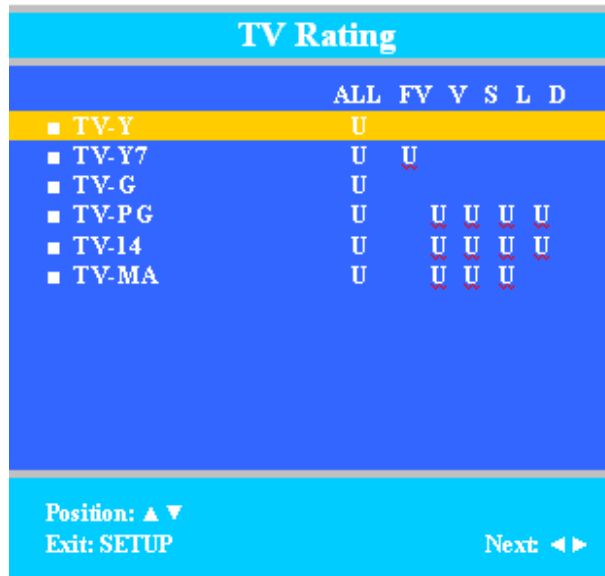 TV Rating
ALL FV V S L D
TV-Y U
TV-Y7 U U
TV-G U
TV-PG U U U U U
TV-14 U U U U U
TV-MA U U U U
Position: ▲ ▼
Exit: SETUP
Next: ◄ ►